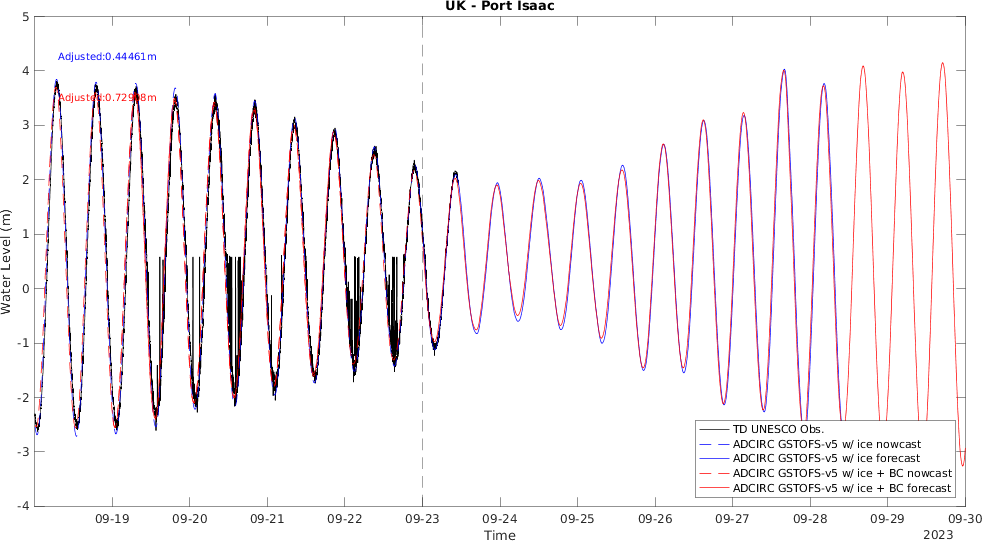 UK - Port Isaac
Water Level (m)
5
4
3
2
1
0
-1
-2
-3
-4
Adjusted:0.44461m
TD UNESCO Obs.
ADCIRC GSTOFS-v5 w/ ice nowcast
ADCIRC GSTOFS-v5 w/ ice forecast
ADCIRC GSTOFS-v5 w/ ice + BC nowcast
ADCIRC GSTOFS-v5 w/ ice + BC forecast
09-19
09-20
09-21
09-22
09-23
09-24
09-25
09-26
09-27
09-28
09-29
09-30
Time
2023